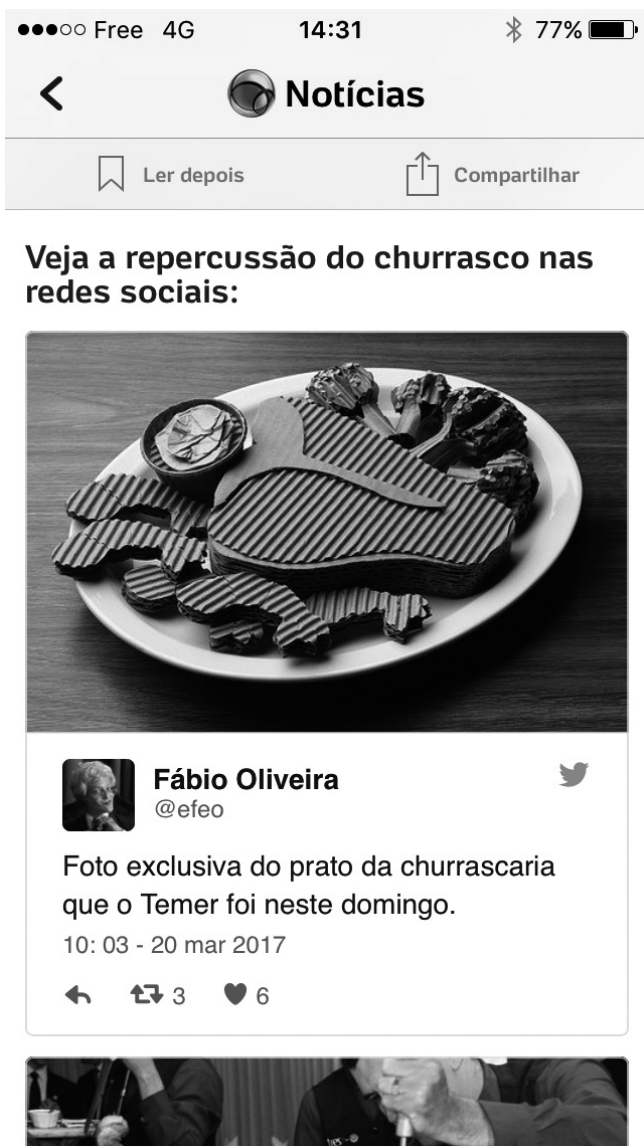 Free 4G 14:31 77%
Notícias
Ler depois Compartilhar
Veja a repercussão do churrasco nas
redes sociais:
Fábio Oliveira
@efeo
Foto exclusiva do prato da churrascaria
que o Temer foi neste domingo.
10: 03 - 20 mar 2017
3 6